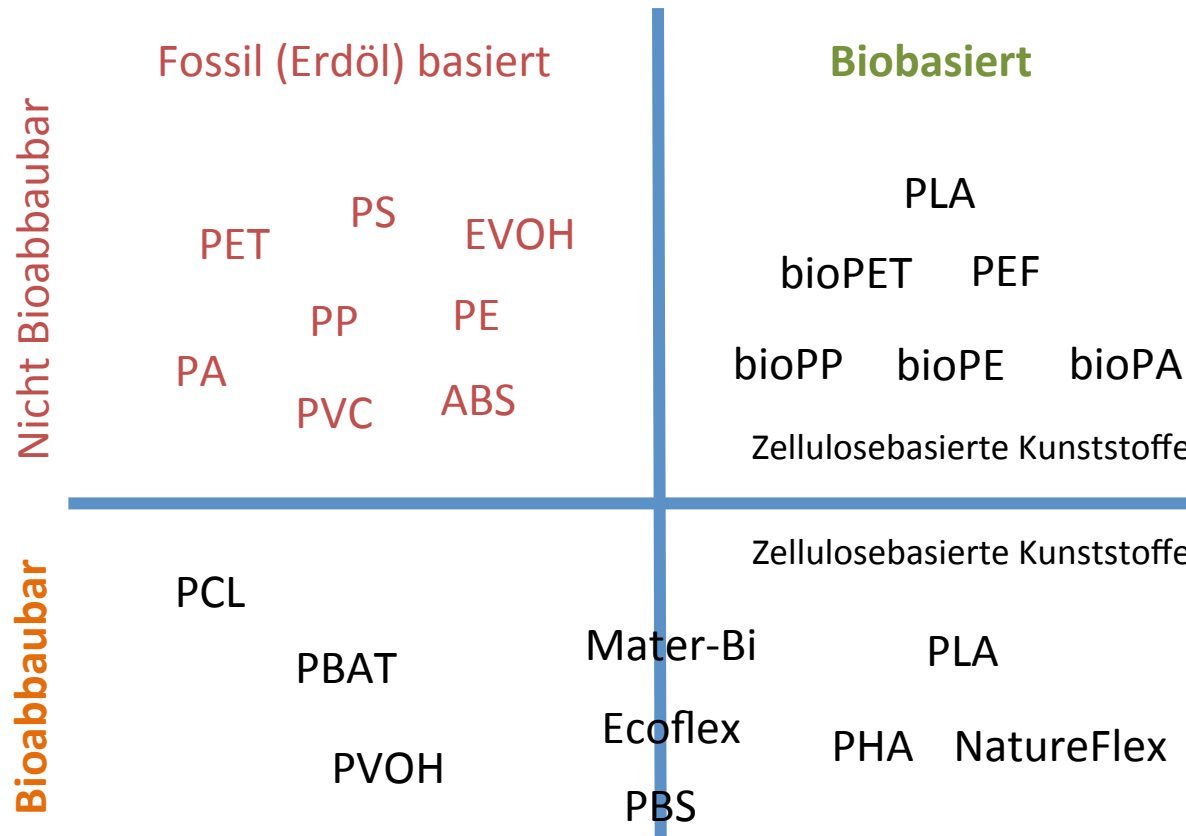 Fossil (Erdöl) basiert
Biobasiert
Nicht Bioabbaubar
PS
EVOH
PET
PP
PE
PA
PVC
ABS
PLA
bioPET PEF
bioPP bioPE bioPA
Zellulosebasierte Kunststoffe
Bioabbaubar
PCL
PBAT
PVOH
Mater-Bi
Ecoflex
PBS
Zellulosebasierte Kunststoffe
PLA
PHA NatureFlex